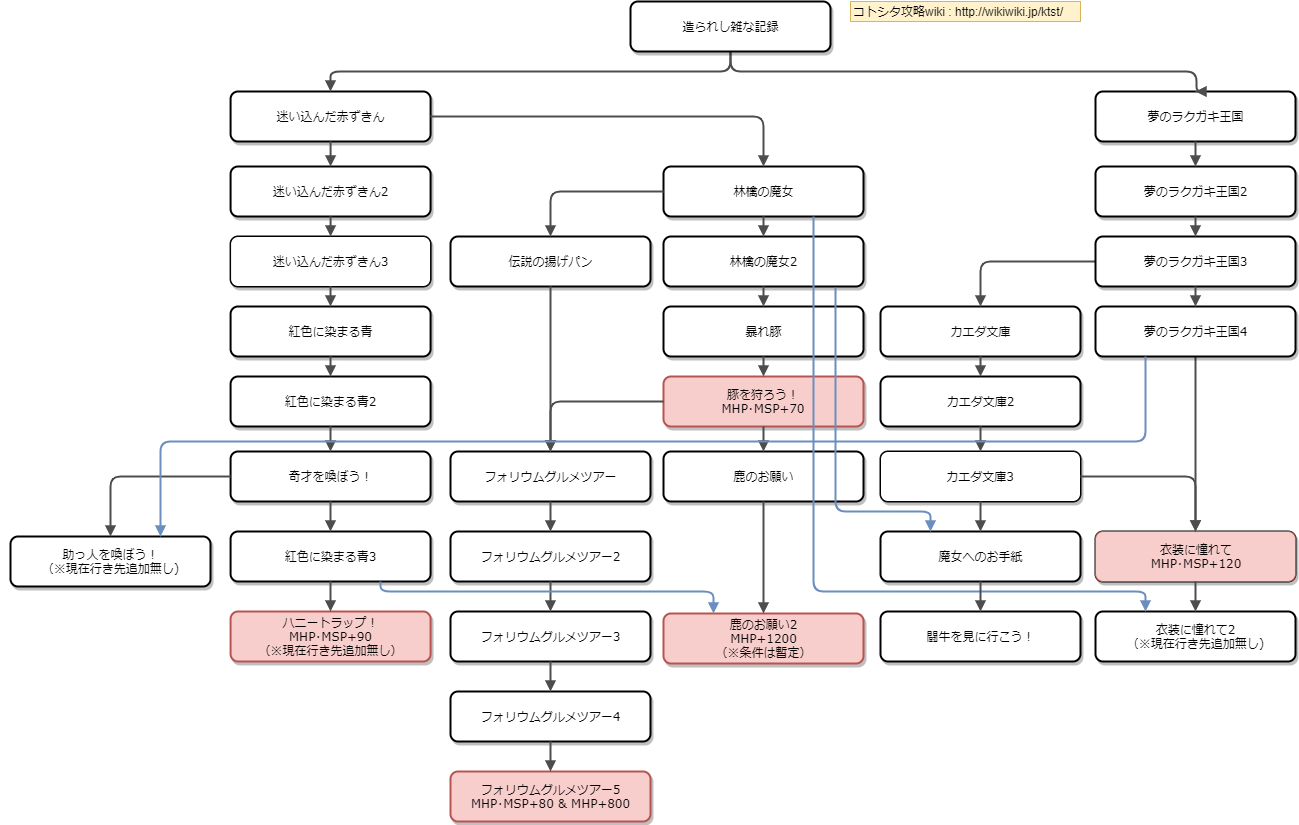 造られし雑な記録
コトシタ攻略wiki : http://wikiwiki.jp/ktst/
迷い込んだ赤ずきん
夢のラクガキ王国
迷い込んだ赤ずきん2
林檎の魔女
夢のラクガキ王国2
迷い込んだ赤ずきん3
伝説の揚げパン
林檎の魔女2
夢のラクガキ王国3
紅色に染まる青
暴れ豚
カエダ文庫
夢のラクガキ王国4
紅色に染まる青2
豚を狩ろう！
MHP･MSP+70
カエダ文庫2
奇才を喚ぼう！
フォリウムグルメツアー
鹿のお願い
カエダ文庫3
助っ人を喚ぼう！
（※現在行き先追加無し）
紅色に染まる青3
フォリウムグルメツアー2
魔女へのお手紙
衣装に憧れて
MHP･MSP+120
ハニートラップ！
MHP･MSP+90
（※現在行き先追加無し）
フォリウムグルメツアー3
鹿のお願い2
MHP+1200
（※条件は暫定）
闘牛を見に行こう！
衣装に憧れて2
（※現在行き先追加無し）
フォリウムグルメツアー4
フォリウムグルメツアー5
MHP･MSP+80 & MHP+800